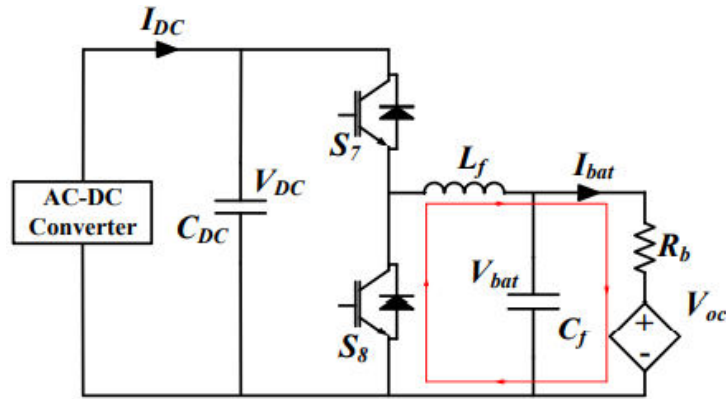 I_DC
S_7
L_f
I_bat
AC-DC
Converter
V_DC
C_DC
R_b
V_bat
V_oc
+
-
S_8
C_f